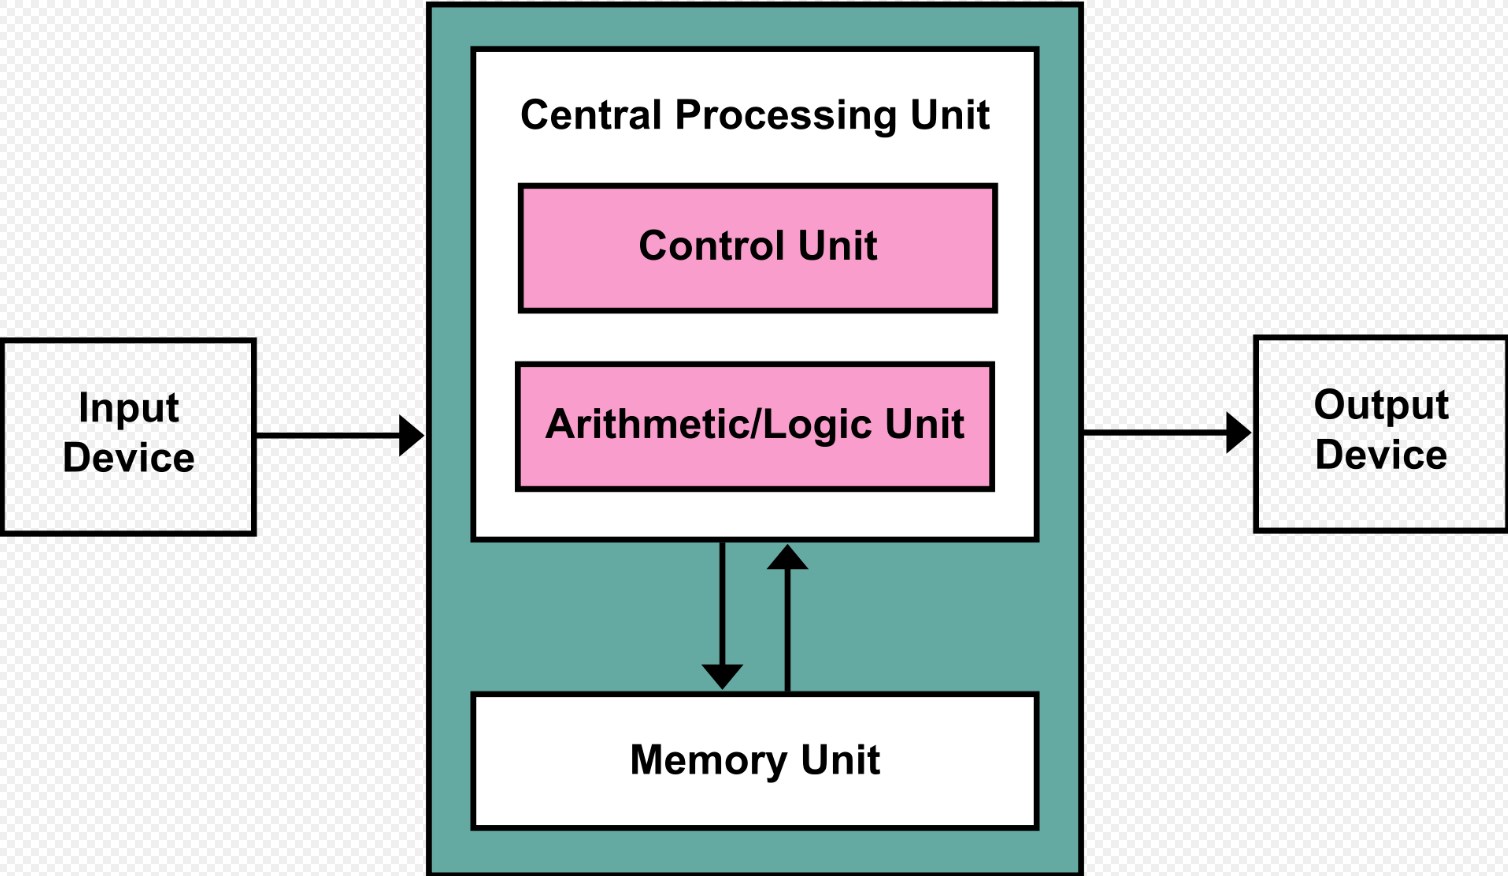 Central Processing Unit
Control Unit
Arithmetic/Logic Unit
Input
Device
Output
Device
Memory Unit